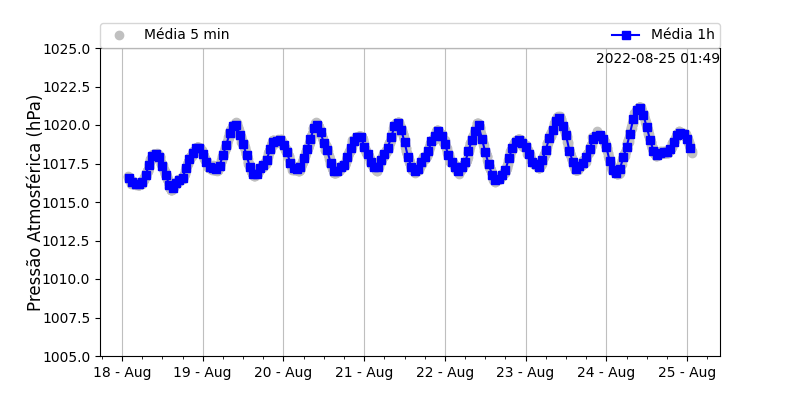 Média 5 min
Média 1h
2022-08-25 01:49
Pressão Atmosférica (hPa)
1025.0
1022.5
1020.0
1017.5
1015.0
1012.5
1010.0
1007.5
1005.0
18 - Aug
19 - Aug
20 - Aug
21 - Aug
22 - Aug
23 - Aug
24 - Aug
25 - Aug